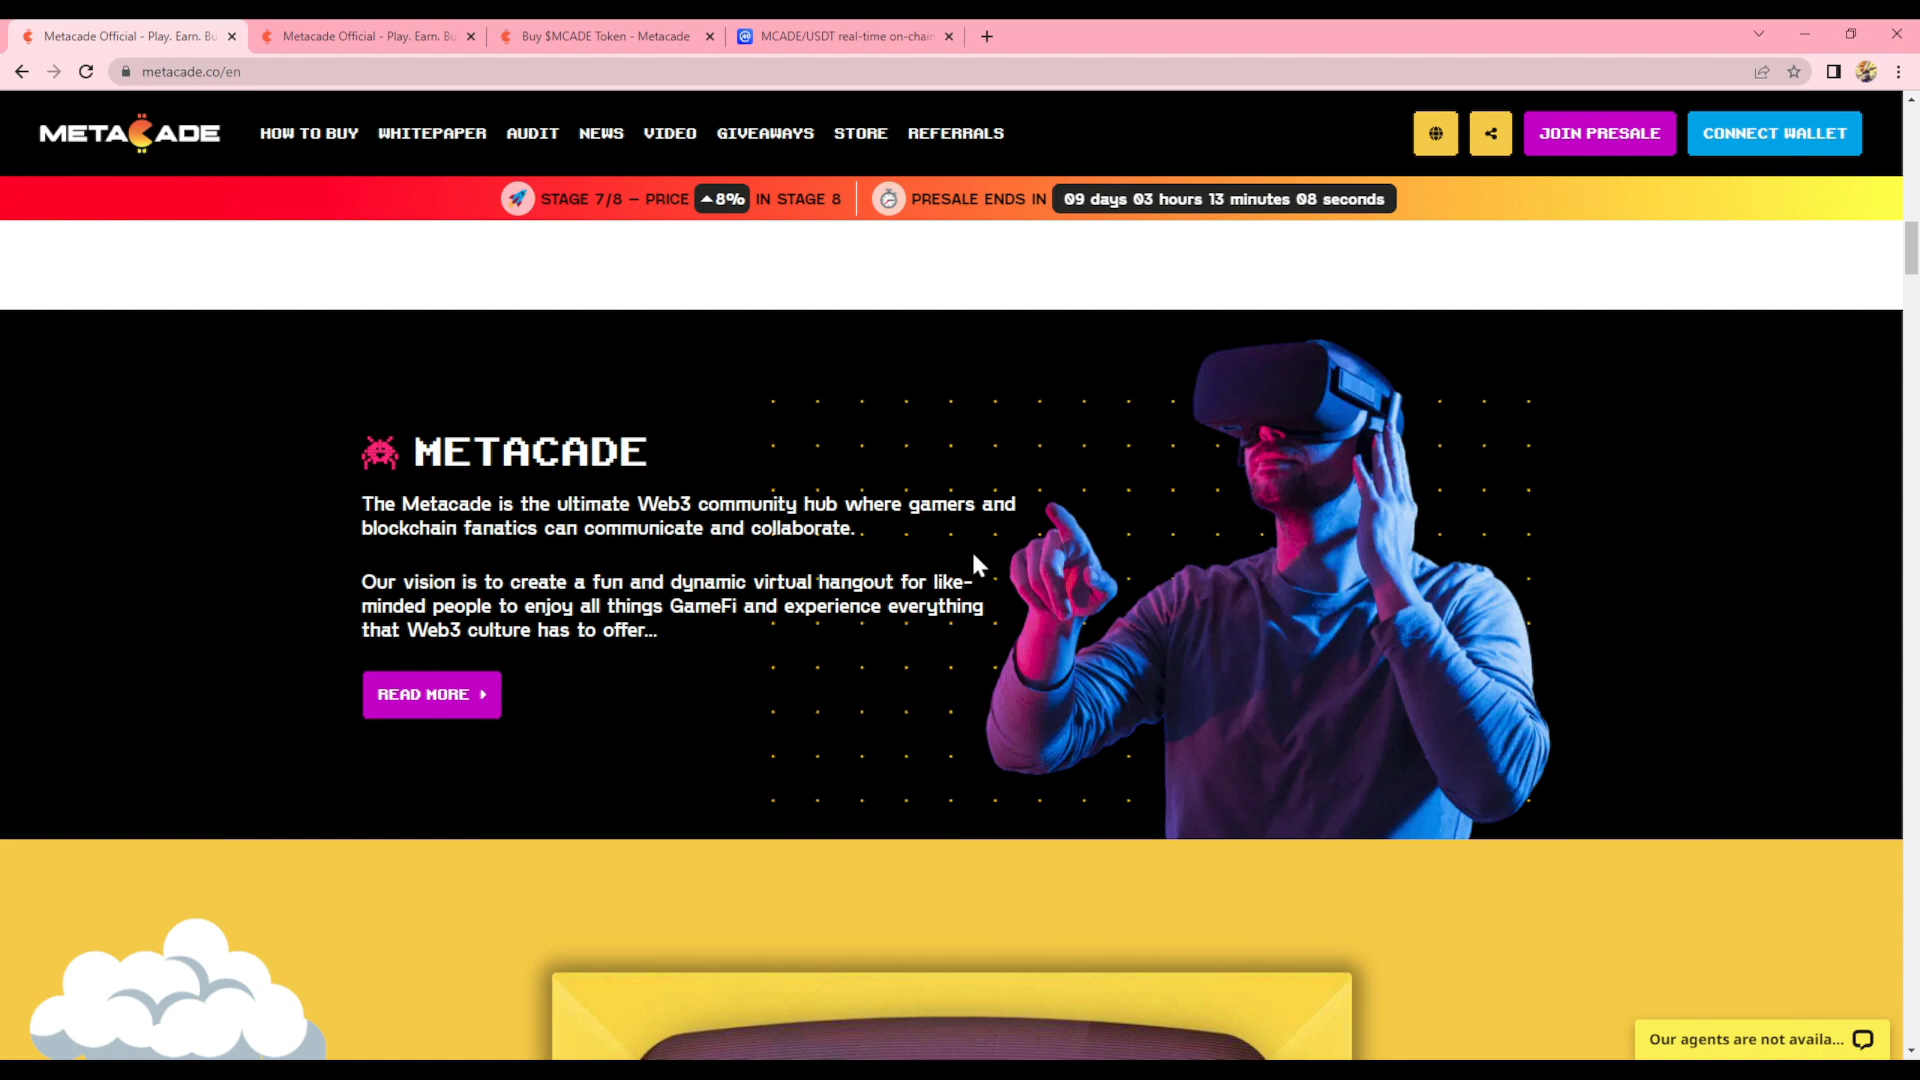 Metacade Official - Play. Earn. Bu
Metacade Official - Play. Earn. Bu
Buy $MCADE Token - Metacade
MCADE/USDT real-time on-chain
metacade.co/en
METACADE
HOW TO BUY
WHITEPAPER
AUDIT
NEWS
VIDEO
GIVEAWAYS
STORE
REFERRALS
JOIN PRESALE
CONNECT WALLET
STAGE 7/8 – PRICE ▲8% IN STAGE 8
PRESALE ENDS IN 09 days 03 hours 13 minutes 08 seconds
METACADE
The Metacade is the ultimate Web3 community hub where gamers and
blockchain fanatics can communicate and collaborate.
Our vision is to create a fun and dynamic virtual hangout for like-
minded people to enjoy all things GameFi and experience everything
that Web3 culture has to offer...
READ MORE
Our agents are not availa...